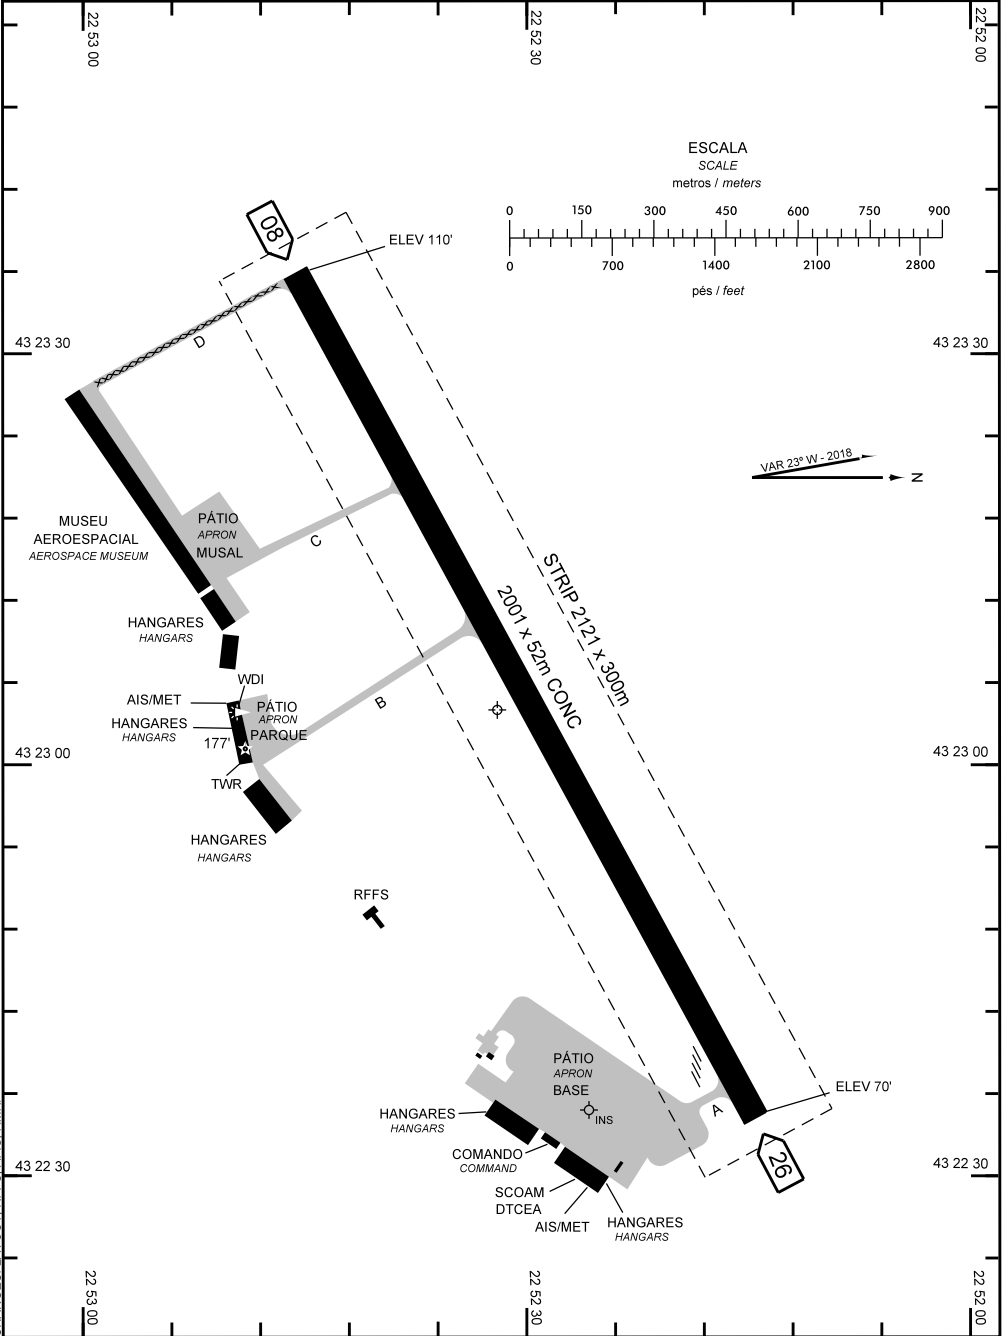 22 53 00
22 52 30
22 52 00
ESCALA
SCALE
metros / meters
0 150 300 450 600 750 900
0 700 1400 2100 2800
pés / feet
08
ELEV 110'
43 23 30
43 23 30
D
VAR 23º W - 2018
N
MUSEU
AEROESPACIAL
AEROSPACE MUSEUM
PÁTIO
APRON
MUSAL
C
STRIP 2121 x 300m
2001 x 52m CONC
HANGARES
HANGARS
WDI
AIS/MET
HANGARES
HANGARS
177'
PÁTIO
APRON
PARQUE
B
43 23 00
43 23 00
TWR
HANGARES
HANGARS
RFFS
PÁTIO
APRON
BASE
INS
A
ELEV 70'
26
HANGARES
HANGARS
COMANDO
COMMAND
SCOAM
DTCEA
AIS/MET
HANGARES
HANGARS
43 22 30
43 22 30
22 53 00
22 52 30
22 52 00